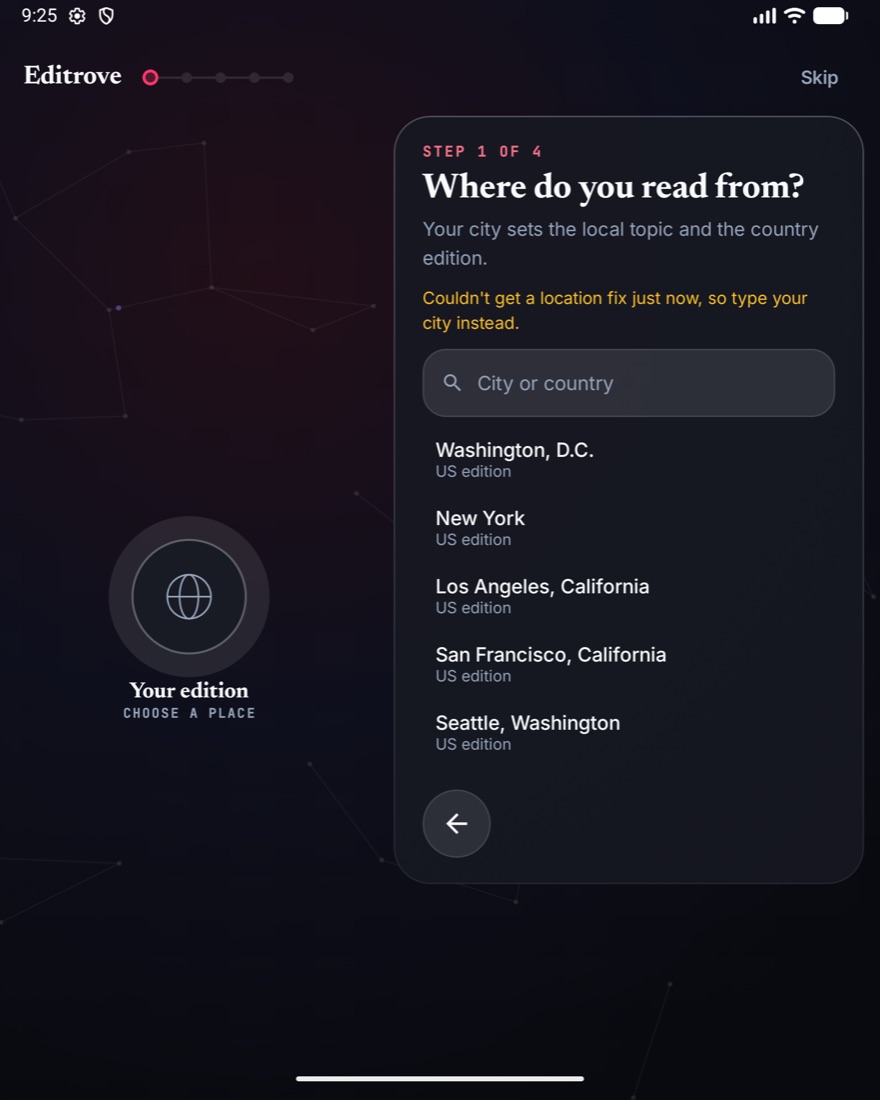 9:25
Editrove
Skip
STEP 1 OF 4
Where do you read from?
Your city sets the local topic and the country
edition.
Couldn't get a location fix just now, so type your
city instead.
City or country
Washington, D.C.
US edition
New York
US edition
Los Angeles, California
US edition
San Francisco, California
US edition
Seattle, Washington
US edition
Your edition
CHOOSE A PLACE